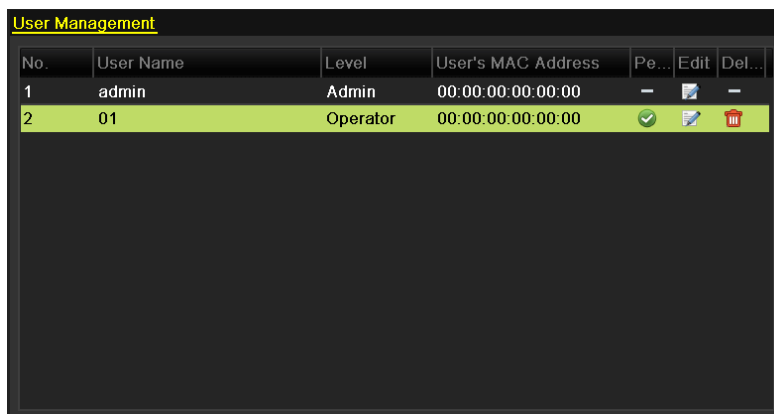 User Management
No. User Name Level User's MAC Address Pe... Edit Del...
1 admin Admin 00:00:00:00:00:00 –
2 01 Operator 00:00:00:00:00:00